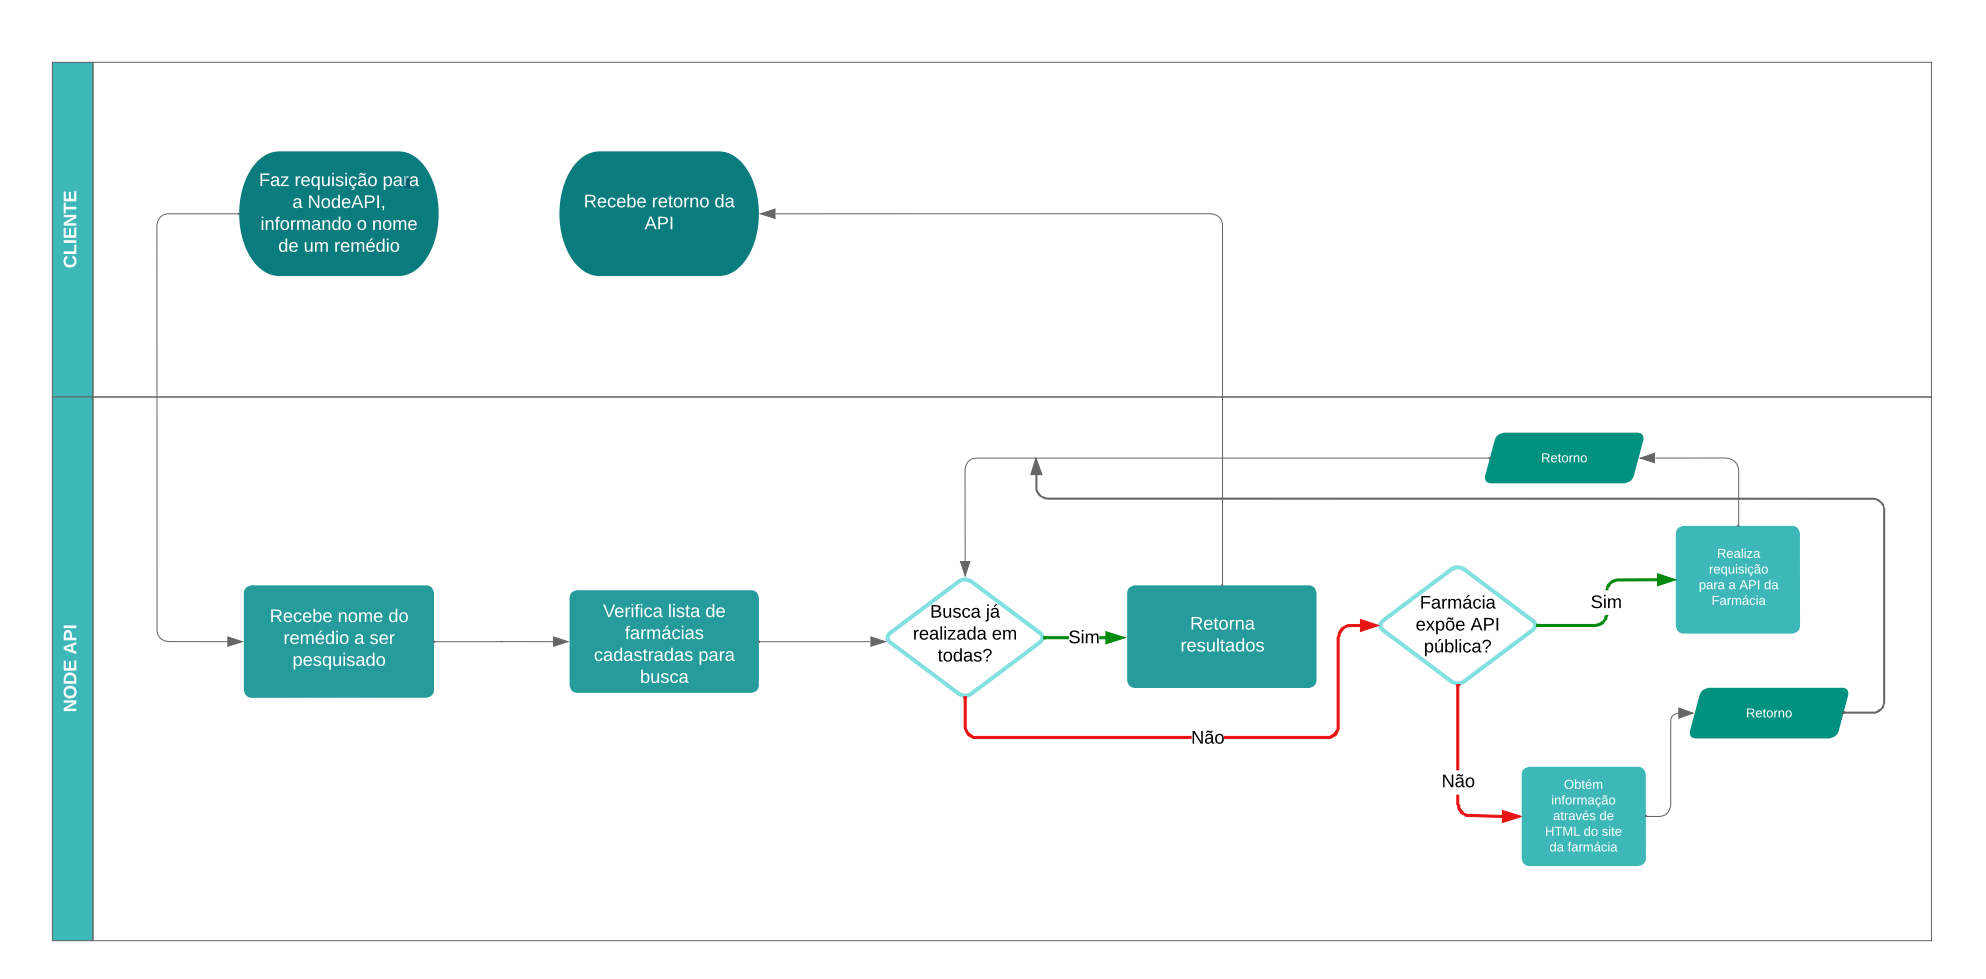 CLIENTE
Faz requisição para
a NodeAPI,
informando o nome
de um remédio
Recebe retorno da
API
NODE API
Recebe nome do
remédio a ser
pesquisado
Verifica lista de
farmácias
cadastradas para
busca
Busca já
realizada em
todas?
Sim
Não
Retorna
resultados
Farmácia
expõe API
pública?
Sim
Não
Realiza
requisição
para a API da
Farmácia
Retorno
Obtém
informação
através de
HTML do site
da farmácia
Retorno